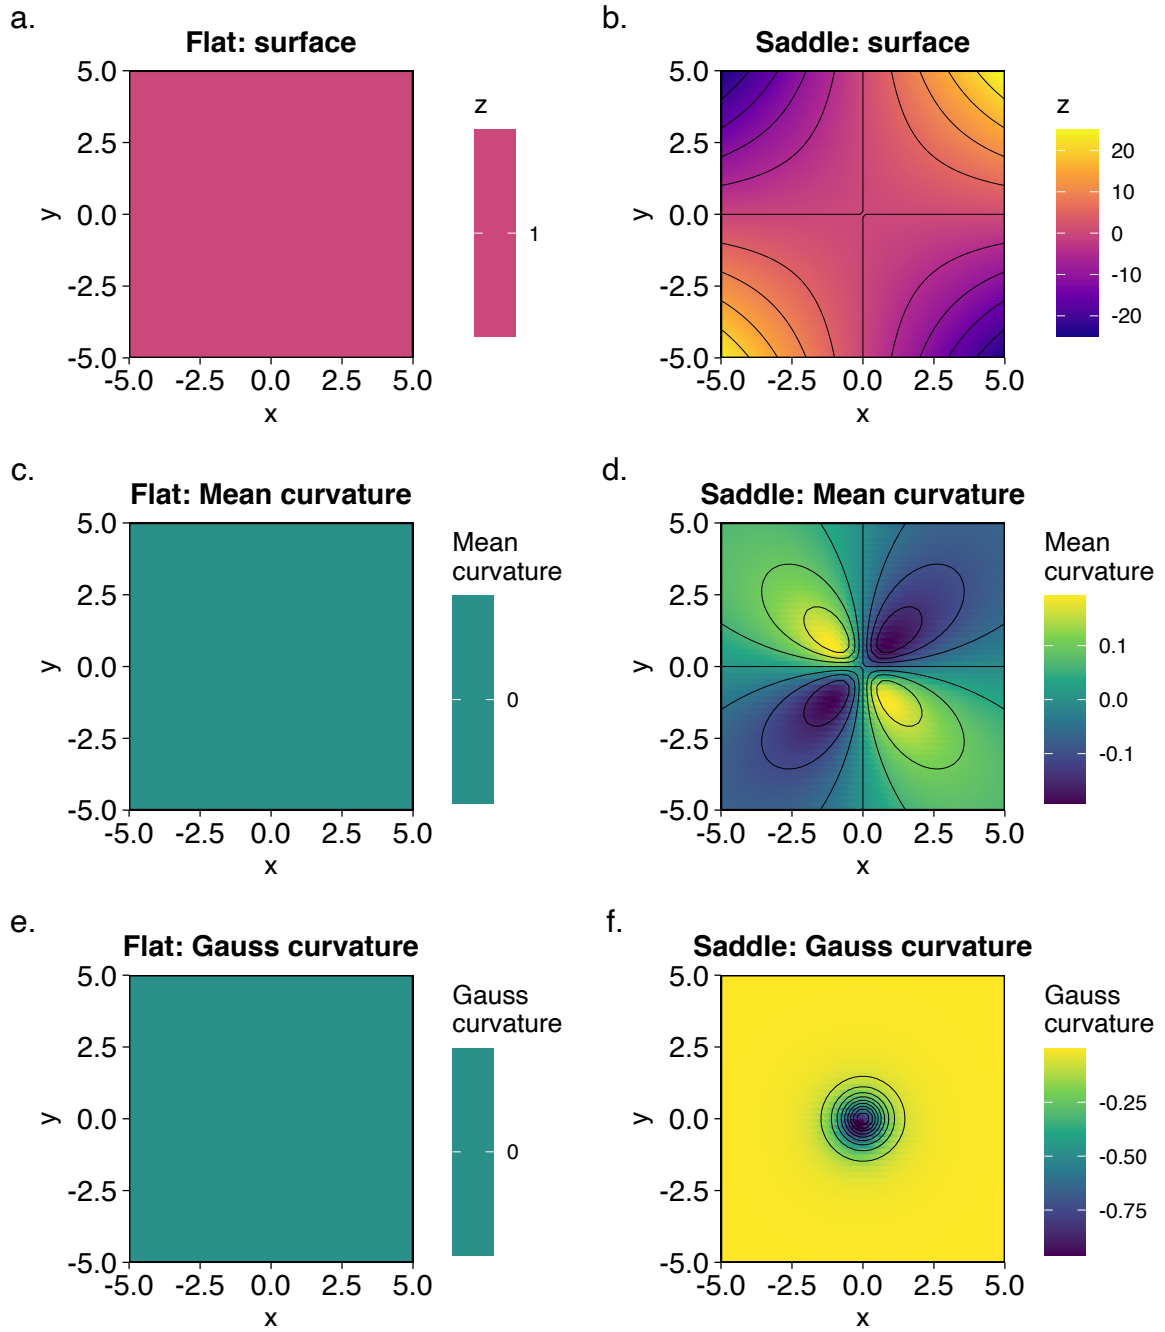 a.
Flat: surface
5.0
2.5
0.0
-2.5
-5.0
y
-5.0 -2.5 0.0 2.5 5.0
x
z
1
b.
Saddle: surface
5.0
2.5
0.0
-2.5
-5.0
y
-5.0 -2.5 0.0 2.5 5.0
x
z
20
10
0
-10
-20
c.
Flat: Mean curvature
5.0
2.5
0.0
-2.5
-5.0
y
-5.0 -2.5 0.0 2.5 5.0
x
Mean
curvature
0
d.
Saddle: Mean curvature
5.0
2.5
0.0
-2.5
-5.0
y
-5.0 -2.5 0.0 2.5 5.0
x
Mean
curvature
0.1
0.0
-0.1
e.
Flat: Gauss curvature
5.0
2.5
0.0
-2.5
-5.0
y
-5.0 -2.5 0.0 2.5 5.0
x
Gauss
curvature
0
f.
Saddle: Gauss curvature
5.0
2.5
0.0
-2.5
-5.0
y
-5.0 -2.5 0.0 2.5 5.0
x
Gauss
curvature
-0.25
-0.50
-0.75